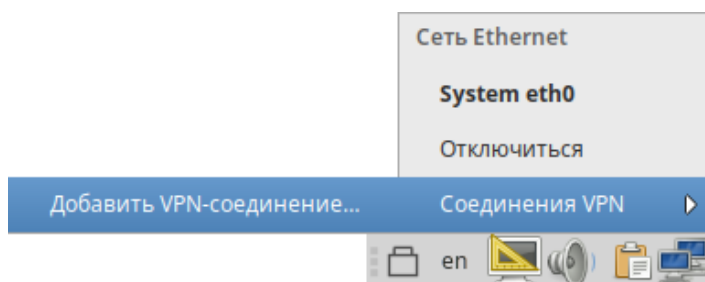 Сеть Ethernet
System eth0
Отключиться
Добавить VPN-соединение... Соединения VPN
en